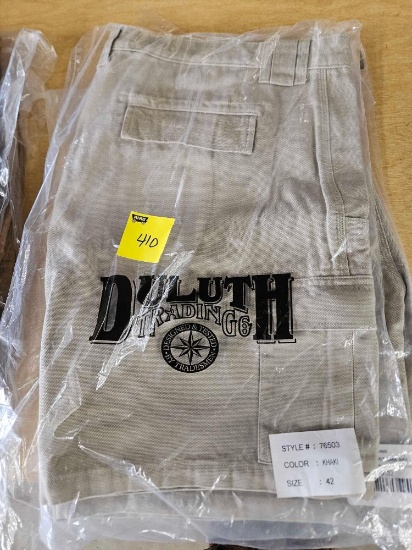 410
DULUTH
TRADING Co
DESIGNED & TESTED
BY TRADESMEN
STYLE # : 76503
COLOR : KHAKI
SIZE : 42